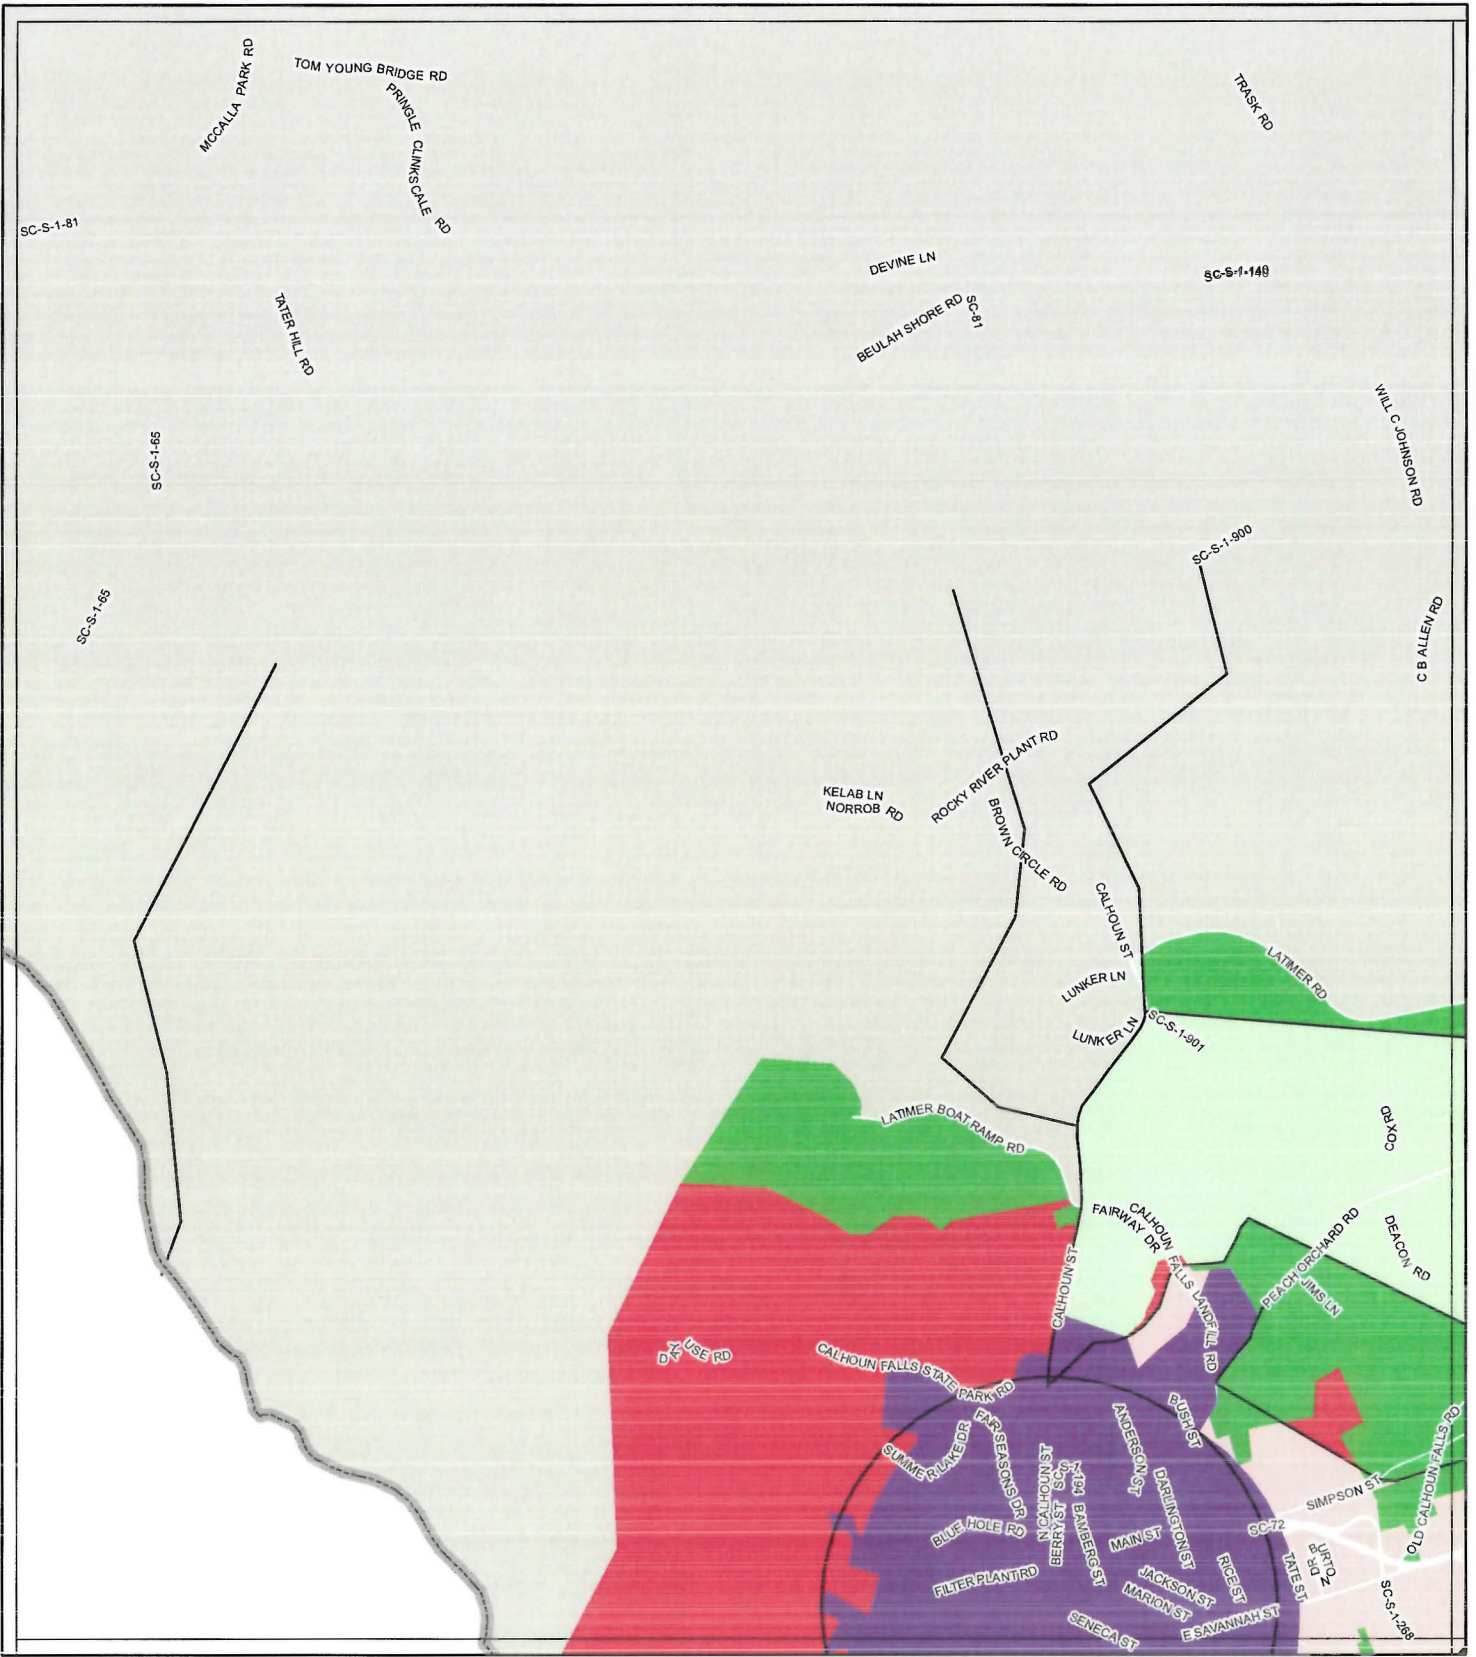 MCCALLA PARK RD
TOM YOUNG BRIDGE RD
PRINGLE CLINKSCALE RD
TRASK RD
SC-S-1-81
DEVINE LN
SC-S-1-149
TATER HILL RD
BEULAH SHORE RD
SC-81
WILL C JOHNSON RD
SC-S-1-65
SC-S-1-900
SC-S-1-65
C B ALLEN RD
ROCKY RIVER PLANT RD
KELAB LN
NORROB RD
BROWN CIRCLE RD
CALHOUN ST
LATIMER RD
LUNKER LN
LUNKER LN
SC-S-1-901
LATIMER BOAT RAMP RD
COX RD
FAIRWAY DR
CALHOUN FALLS LANDFILL RD
PEACH ORCHARD RD
DEACON RD
JIMS LN
CALHOUN ST
DAY USE RD
CALHOUN FALLS STATE PARK RD
SUMMER LAKE DR
FAIR SEASONS DR
ANDERSON ST
BUSH ST
OLD CALHOUN FALLS RD
N CALHOUN ST
BERRY ST
DARLINGTON ST
SIMPSON ST
BLUE HOLE RD
BAMBERG ST
MAIN ST
SC-72
FILTER PLANT RD
JACKSON ST
MARION ST
RICE ST
TATE ST
SC-S-1-268
SENECA ST
E SAVANNAH ST